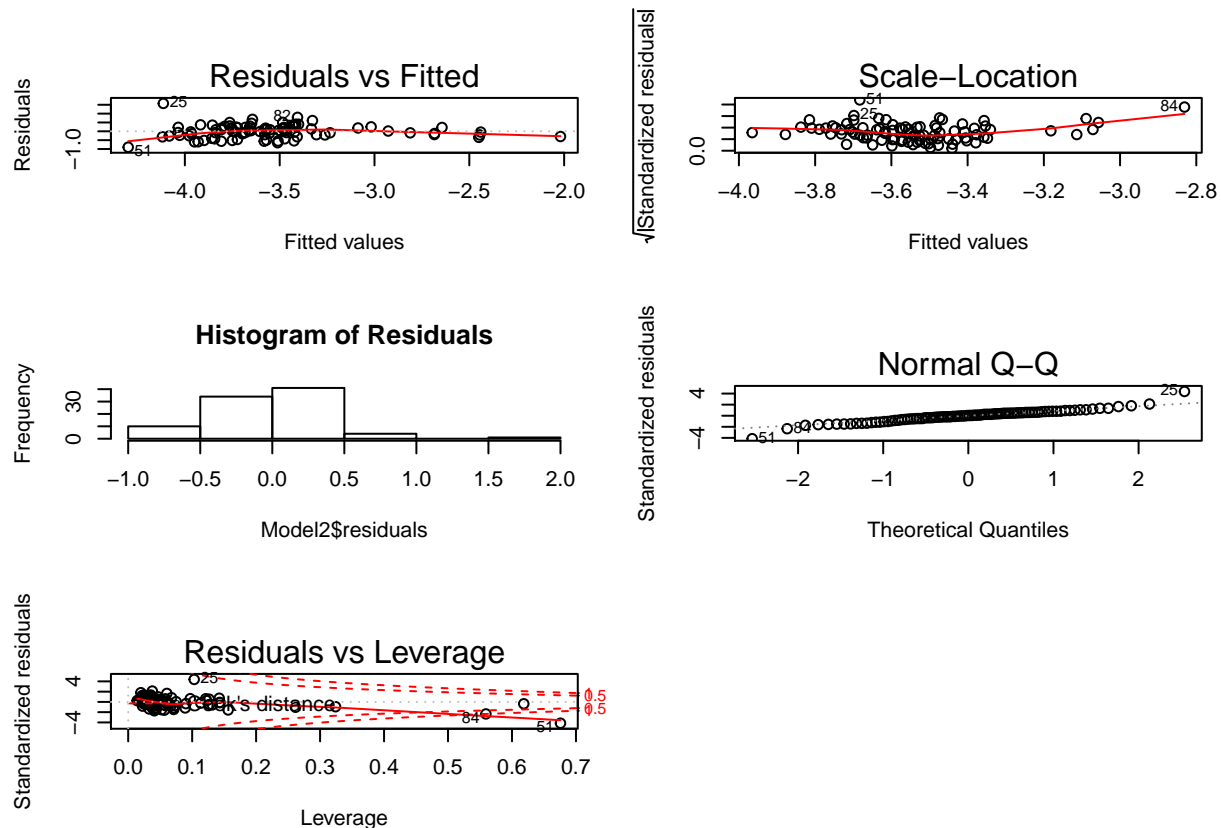 Residuals vs Fitted
Residuals
−1.0
25
82
51
−4.0 −3.5 −3.0 −2.5 −2.0
Fitted values
Scale−Location
√|Standardized residuals|
0.0
51
25
84
−4.0 −3.8 −3.6 −3.4 −3.2 −3.0 −2.8
Fitted values
Histogram of Residuals
Frequency
0 30
−1.0 −0.5 0.0 0.5 1.0 1.5 2.0
Model2$residuals
Normal Q−Q
Standardized residuals
−4 4
51
84
25
−2 −1 0 1 2
Theoretical Quantiles
Residuals vs Leverage
Standardized residuals
−4 4
25
Cook's distance
84
51
1
0.5
0.5
1
0.0 0.1 0.2 0.3 0.4 0.5 0.6 0.7
Leverage